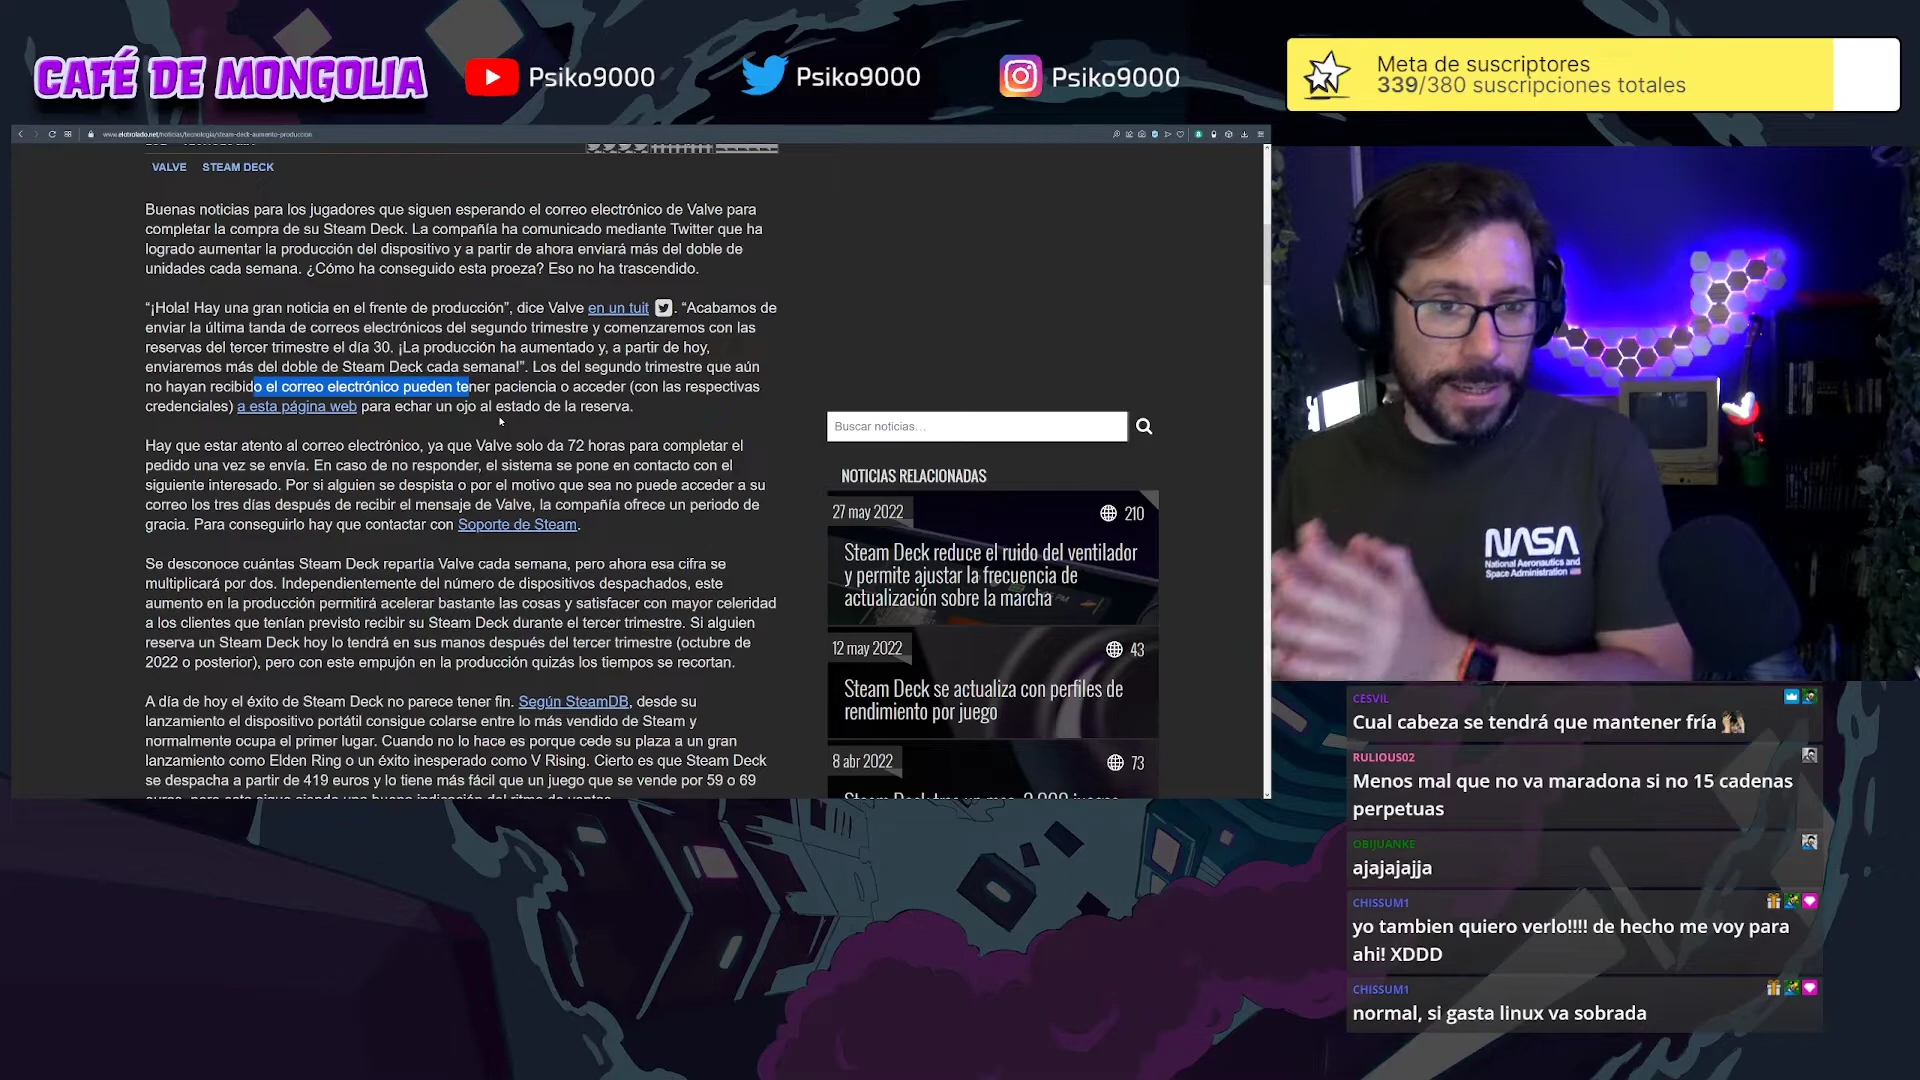 CAFÉ DE MONGOLIA
Psiko9000
Psiko9000
Psiko9000
Meta de suscriptores
339/380 suscripciones totales
www.elotrolado.net/noticias/tecnologia/steam-deck-aumento-produccion
VALVE STEAM DECK
Buenas noticias para los jugadores que siguen esperando el correo electrónico de Valve para
completar la compra de su Steam Deck. La compañía ha comunicado mediante Twitter que ha
logrado aumentar la producción del dispositivo y a partir de ahora enviará más del doble de
unidades cada semana. ¿Cómo ha conseguido esta proeza? Eso no ha trascendido.
“¡Hola! Hay una gran noticia en el frente de producción”, dice Valve en un tuit. “Acabamos de
enviar la última tanda de correos electrónicos del segundo trimestre y comenzaremos con las
reservas del tercer trimestre el día 30. ¡La producción ha aumentado y, a partir de hoy,
enviaremos más del doble de Steam Deck cada semana!”. Los del segundo trimestre que aún
no hayan recibido el correo electrónico pueden tener paciencia o acceder (con las respectivas
credenciales) a esta página web para echar un ojo al estado de la reserva.
Hay que estar atento al correo electrónico, ya que Valve solo da 72 horas para completar el
pedido una vez se envía. En caso de no responder, el sistema se pone en contacto con el
siguiente interesado. Por si alguien se despista o por el motivo que sea no puede acceder a su
correo los tres días después de recibir el mensaje de Valve, la compañía ofrece un periodo de
gracia. Para conseguirlo hay que contactar con Soporte de Steam.
Se desconoce cuántas Steam Deck repartía Valve cada semana, pero ahora esa cifra se
multiplicará por dos. Independientemente del número de dispositivos despachados, este
aumento en la producción permitirá acelerar bastante las cosas y satisfacer con mayor celeridad
a los clientes que tenían previsto recibir su Steam Deck durante el tercer trimestre. Si alguien
reserva un Steam Deck hoy lo tendrá en sus manos después del tercer trimestre (octubre de
2022 o posterior), pero con este empujón en la producción quizás los tiempos se recortan.
A día de hoy el éxito de Steam Deck no parece tener fin. Según SteamDB, desde su
lanzamiento el dispositivo portátil consigue colarse entre lo más vendido de Steam y
normalmente ocupa el primer lugar. Cuando no lo hace es porque cede su plaza a un gran
lanzamiento como Elden Ring o un éxito inesperado como V Rising. Cierto es que Steam Deck
se despacha a partir de 419 euros y lo tiene más fácil que un juego que se vende por 59 o 69
Buscar noticias...
NOTICIAS RELACIONADAS
27 may 2022
210
Steam Deck reduce el ruido del ventilador
y permite ajustar la frecuencia de
actualización sobre la marcha
12 may 2022
43
Steam Deck se actualiza con perfiles de
rendimiento por juego
8 abr 2022
73
NASA
National Aeronautics and
Space Administration
CESVIL
Cual cabeza se tendrá que mantener fría
RULIOUS02
Menos mal que no va maradona si no 15 cadenas
perpetuas
OBIJUANKE
ajajajajja
CHISSUM1
yo tambien quiero verlo!!!! de hecho me voy para
ahi! XDDD
CHISSUM1
normal, si gasta linux va sobrada